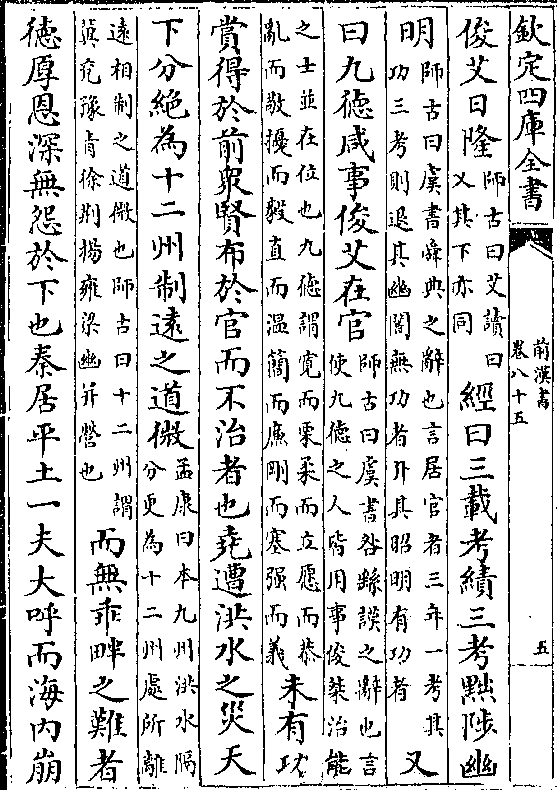 欽定四庫全書
前漢書
卷八十五
五
俊艾日隆師古曰艾讀曰乂其下亦同經曰三載考績三考黜陟幽
明師古曰虞書舜典之辭也言居官者三年一考其功三考則退其幽闇無功者升其昭明有功者又
曰九德咸事俊艾在官師古曰虞書咎繇謨之辭也言使九德之人皆用事俊桀治能
之士並在位也九德謂寛而栗柔而立愿而恭亂而敬擾而毅直而温簡而廉剛而塞强而義未有功
賞得於前衆賢布於官而不治者也堯遭洪水之災天
下分絶為十二州制逺之道微孟康曰本九州洪水隔分更為十二州處所離
逺相制之道微也師古曰十二州謂冀兖豫青徐荆揚雍梁幽并營也而無乖畔之難者
徳厚恩深無怨於下也秦居平土一夫大呼而海内崩